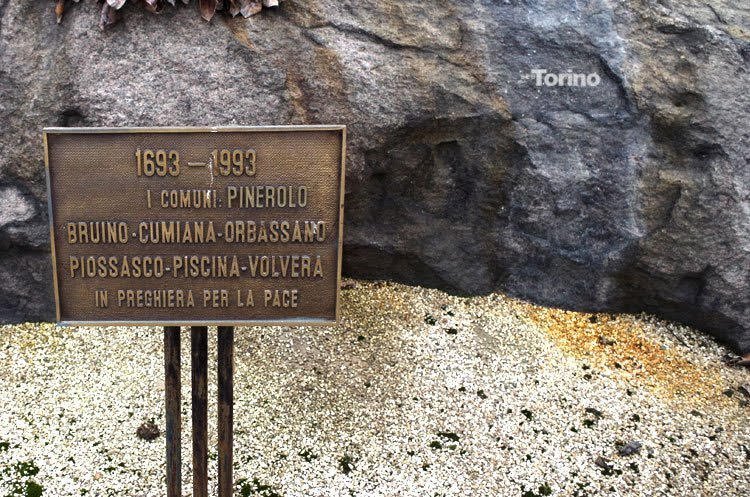 1693 - 1993
I COMUNI: PINEROLO
BRUINO - CUMIANA - ORBASSANO
PIOSSASCO - PISCINA - VOLVERA
IN PREGHIERA PER LA PACE
Torino